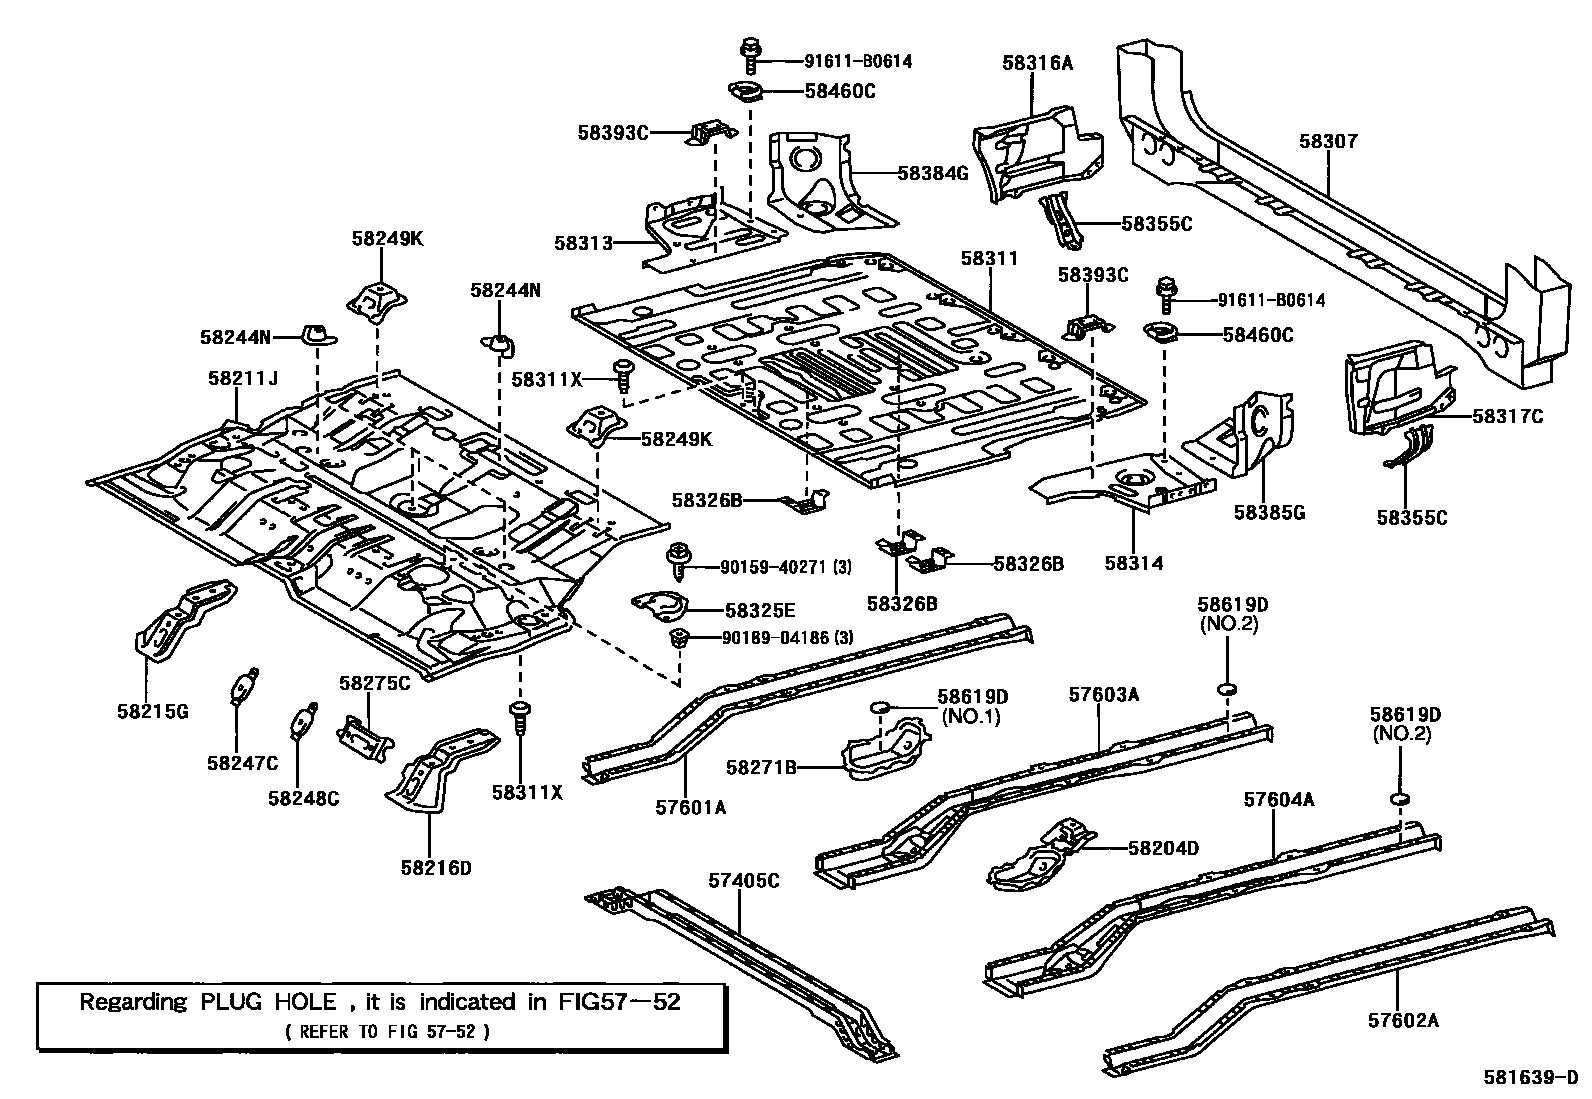 91611-B0614
58316A
58460C
58393C
58307
58384G
58355C
58313
58249K
58311
58393C
58244N
91611-B0614
58244N
58460C
58211J
58311X
58317C
58249K
58326B
58385G
58355C
58314
90159-40271 (3)
58326B
58326B
58325E
58619D
(NO.2)
90189-04186 (3)
58275C
58215G
58619D
(NO.1)
57603A
58619D
(NO.2)
58247C
58271B
58248C
58311X
57601A
57604A
58204D
58216D
57405C
Regarding PLUG HOLE , it is indicated in FIG57-52
( REFER TO FIG 57-52 )
57602A
581639-D